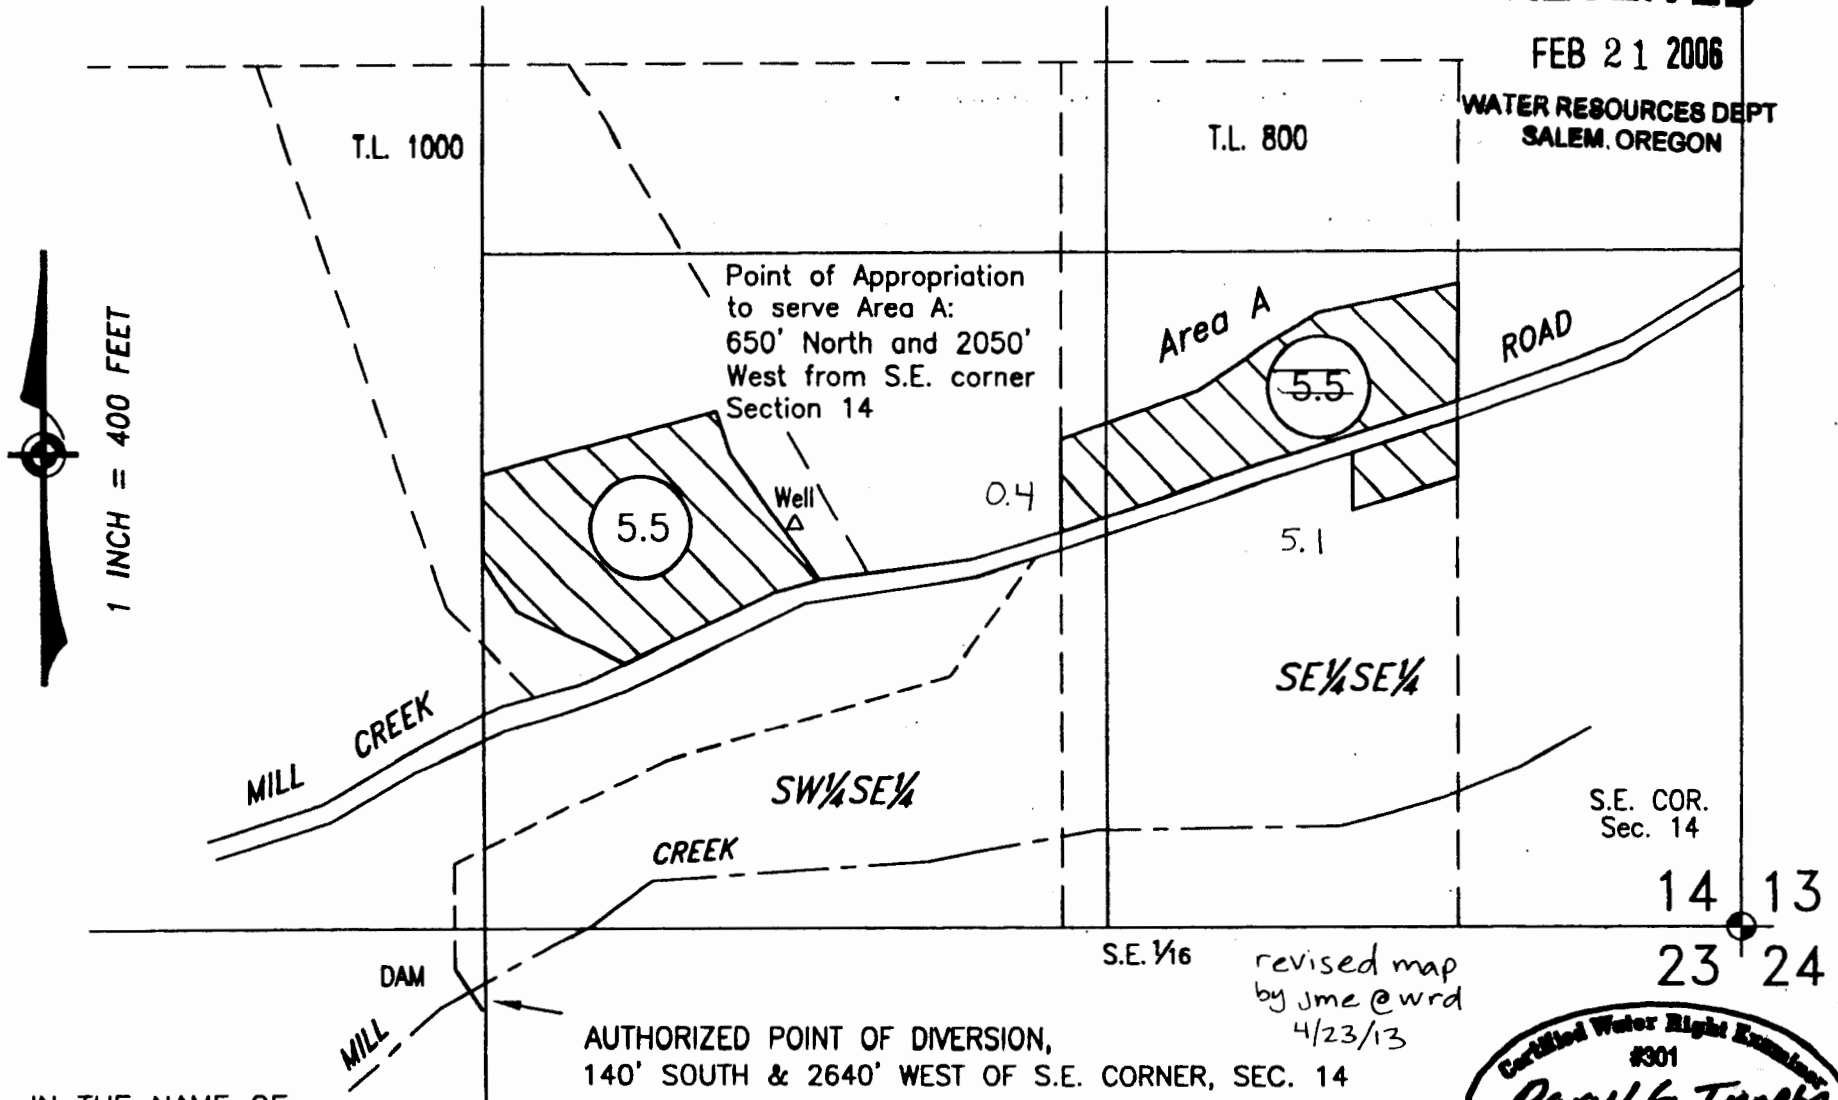 FEB 21 2006
WATER RESOURCES DEPT
SALEM, OREGON
T.L. 1000
T.L. 800
1 INCH = 400 FEET
Point of Appropriation
to serve Area A:
650' North and 2050'
West from S.E. corner
Section 14
Area A
ROAD
5.5
5.5
Well
0.4
5.1
SE¼SE¼
MILL CREEK
SW¼SE¼
CREEK
S.E. COR.
Sec. 14
14 13
23 24
S.E. 1/16
DAM
MILL
revised map
by jme @ wrd
4/23/13
AUTHORIZED POINT OF DIVERSION,
140' SOUTH & 2640' WEST OF S.E. CORNER, SEC. 14
Certified Water Right Examiner
#301
IN THE NAME OF